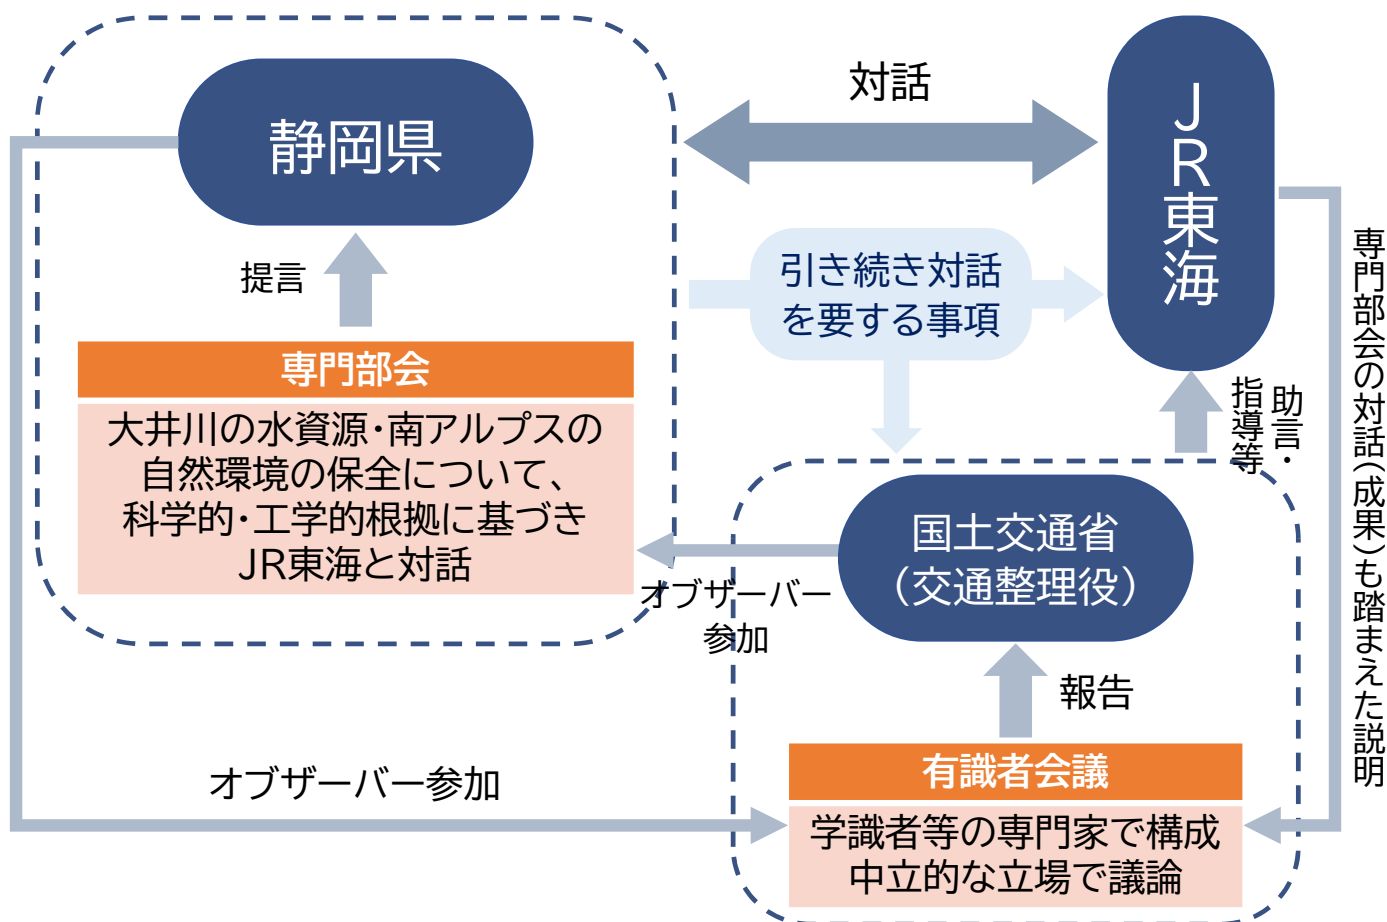 対話
静岡県
JR東海
提言
引き続き対話
を要する事項
専門部会
大井川の水資源・南アルプスの
自然環境の保全について、
科学的・工学的根拠に基づき
JR東海と対話
助言・
指導等
専門部会の対話(成果)も踏まえた説明
国土交通省
（交通整理役）
オブザーバー
参加
報告
オブザーバー参加
有識者会議
学識者等の専門家で構成
中立的な立場で議論